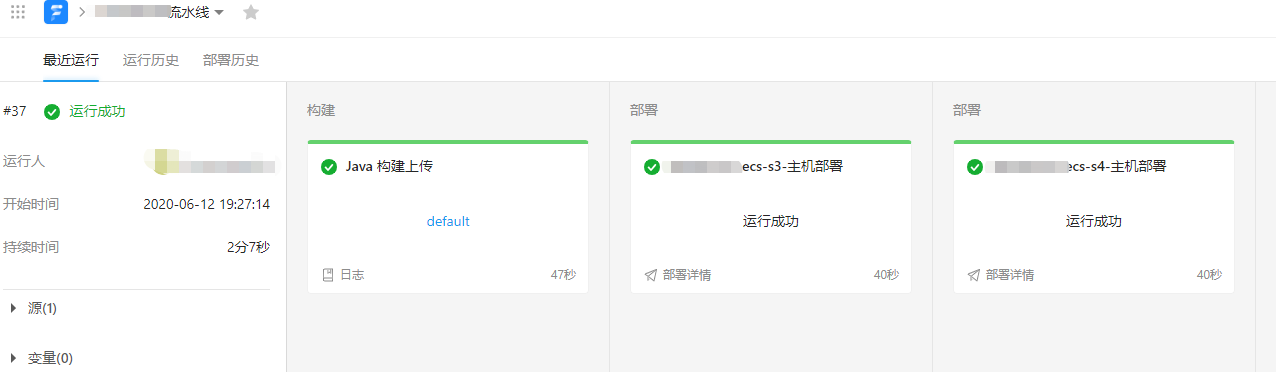 流水线
最近运行 运行历史 部署历史
#37 运行成功
运行人
开始时间 2020-06-12 19:27:14
持续时间 2分7秒
源(1)
变量(0)
构建
Java 构建上传
default
日志 47秒
部署
ecs-s3-主机部署
运行成功
部署详情 40秒
部署
ecs-s4-主机部署
运行成功
部署详情 40秒